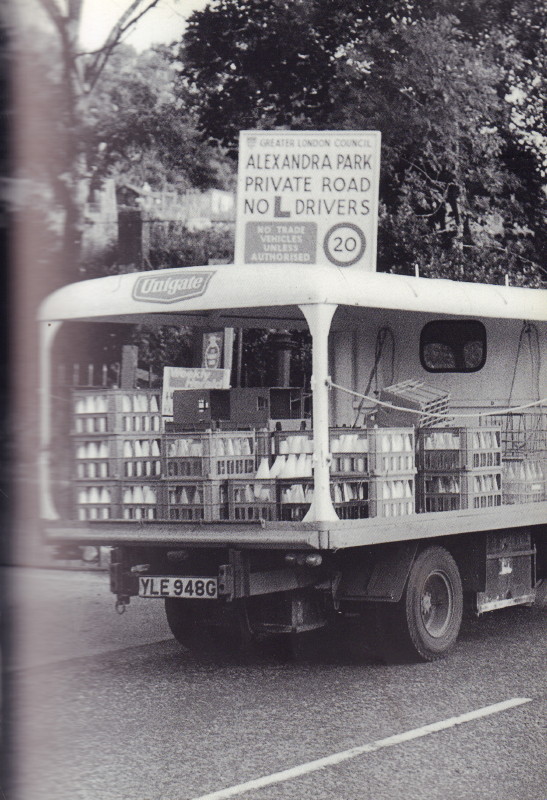 GREATER LONDON COUNCIL
ALEXANDRA PARK
PRIVATE ROAD
NO L DRIVERS
NO TRADE
VEHICLES
UNLESS
AUTHORISED
20
Unigate
YLE 948G